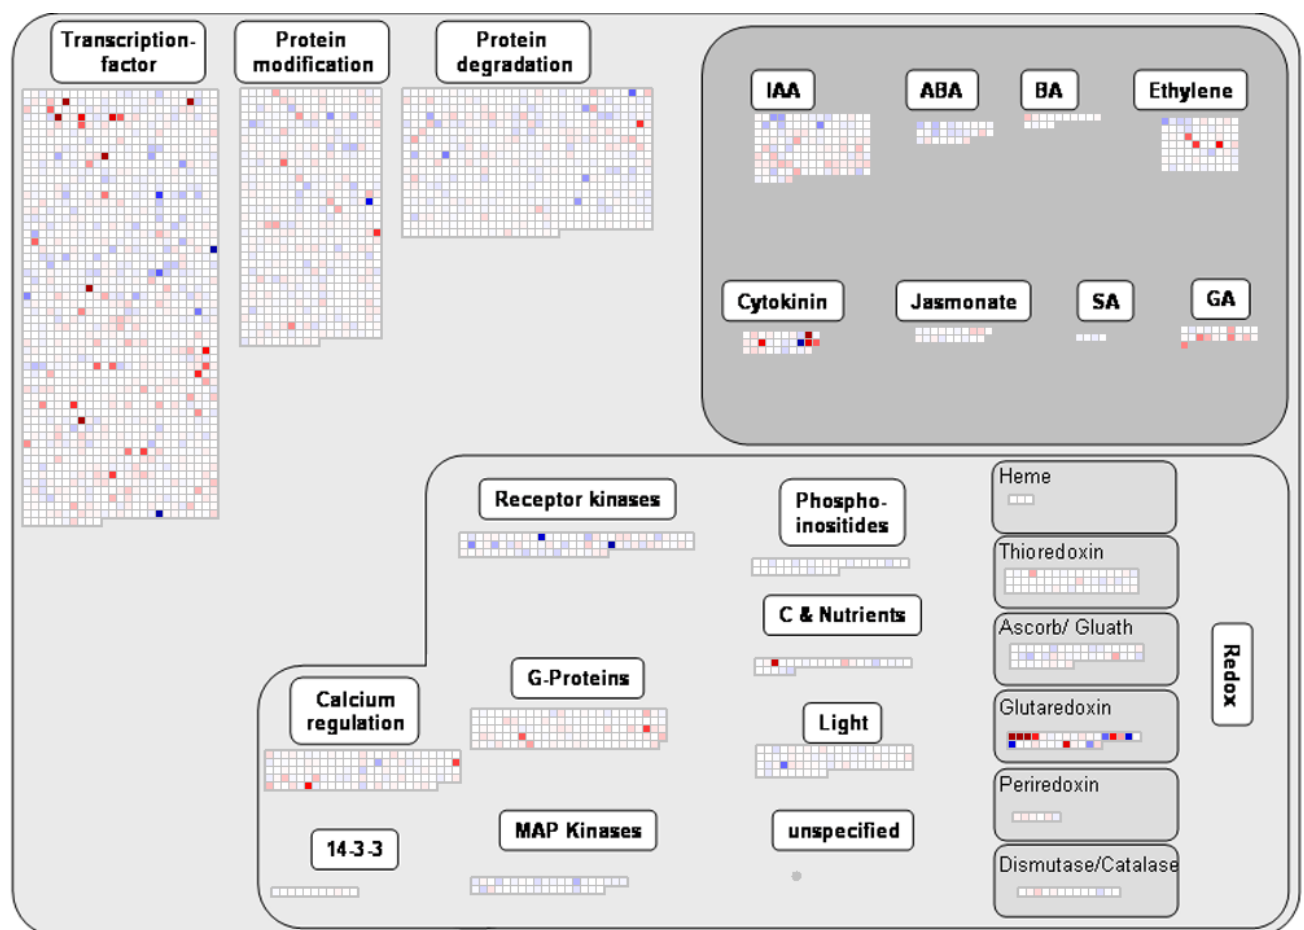 Transcription-
factor
Protein
modification
Protein
degradation
IAA
ABA
BA
Ethylene
Cytokinin
Jasmonate
SA
GA
Receptor kinases
Phospho-
inositides
C & Nutrients
G-Proteins
Calcium
regulation
Light
MAP Kinases
unspecified
14-3-3
Heme
Thioredoxin
Ascorb/ Gluath
Glutaredoxin
Periredoxin
Dismutase/Catalase
Redox